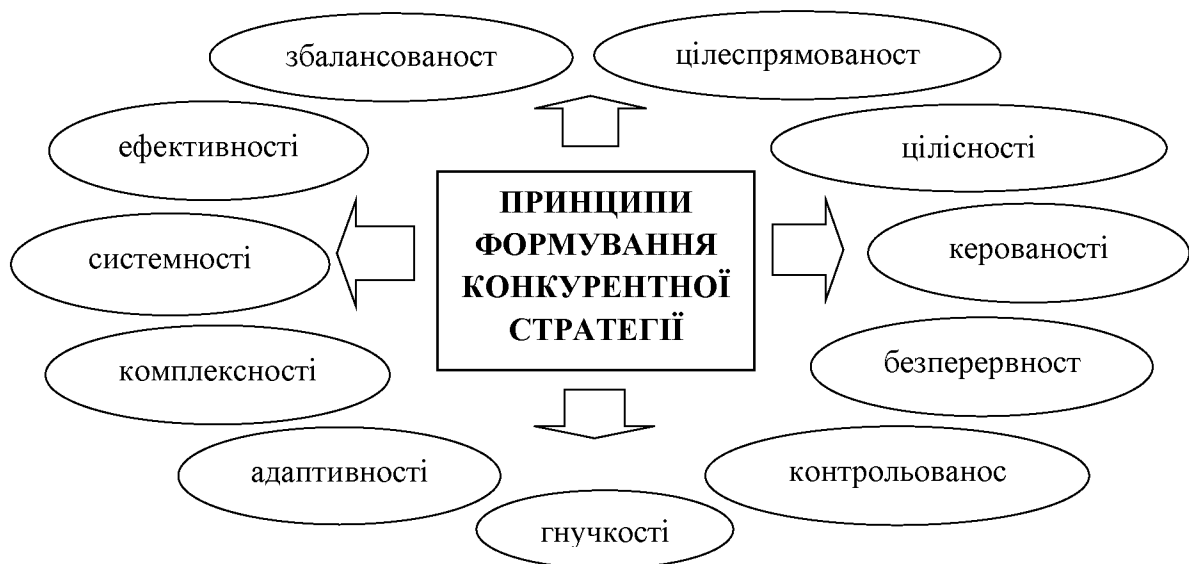 збалансованост
цілеспрямованост
ефективності
цілісності
ПРИНЦИПИ
ФОРМУВАННЯ
КОНКУРЕНТНОЇ
СТРАТЕГІЇ
системності
керованості
комплексності
безперервност
адаптивності
контрольованос
гнучкості